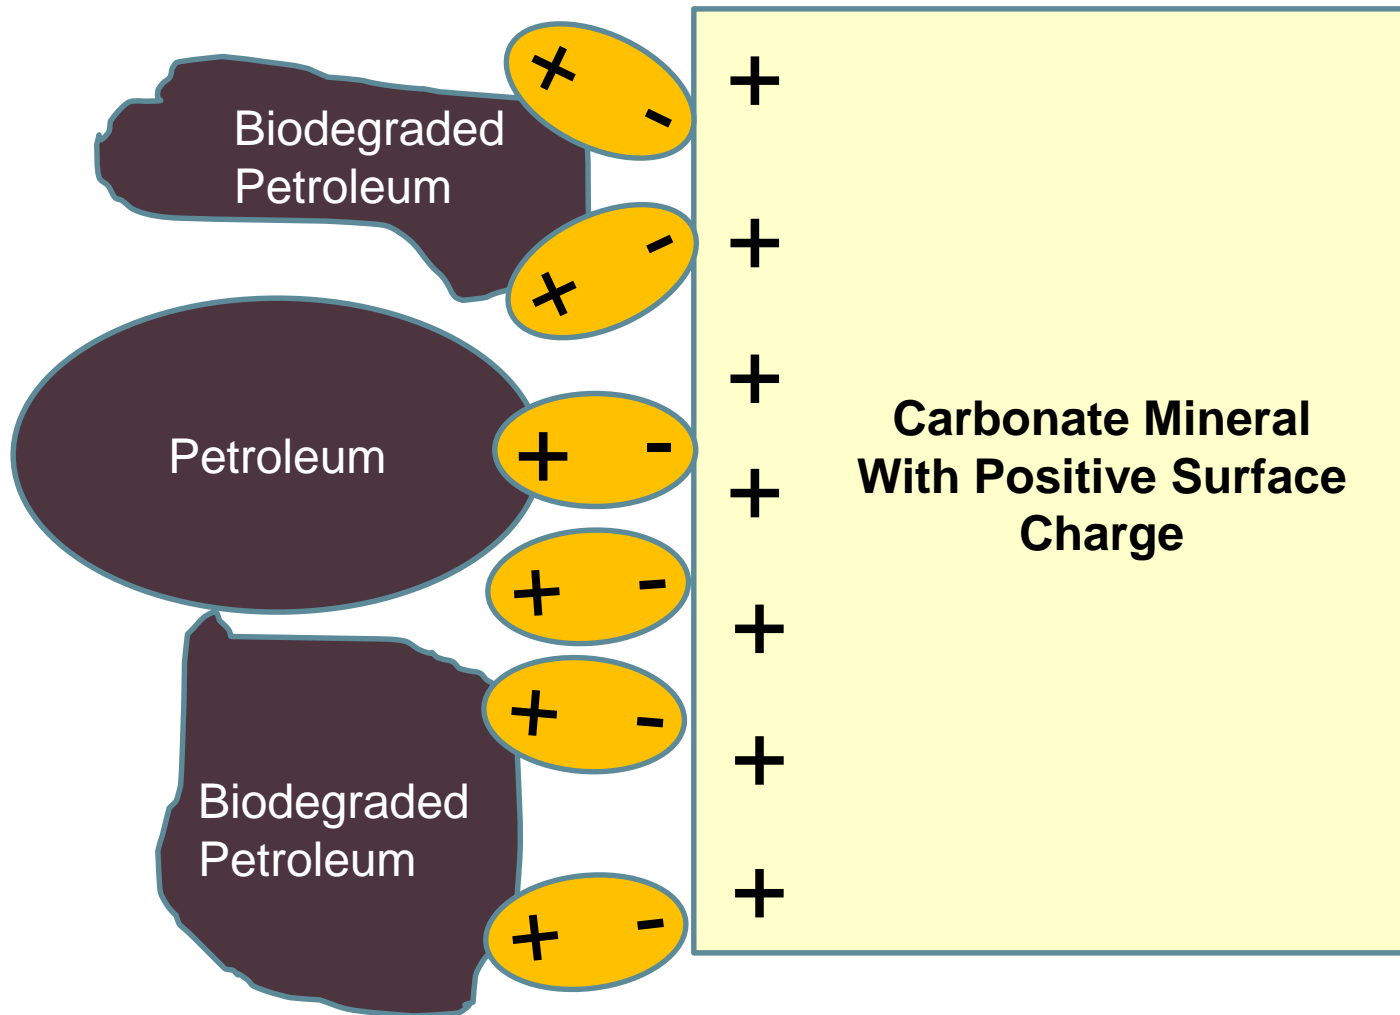 +
-
+
Biodegraded
Petroleum
-
+
+
+
Petroleum
+
-
+
Carbonate Mineral
With Positive Surface
Charge
+
-
+
+
-
+
Biodegraded
Petroleum
+
-
+
+